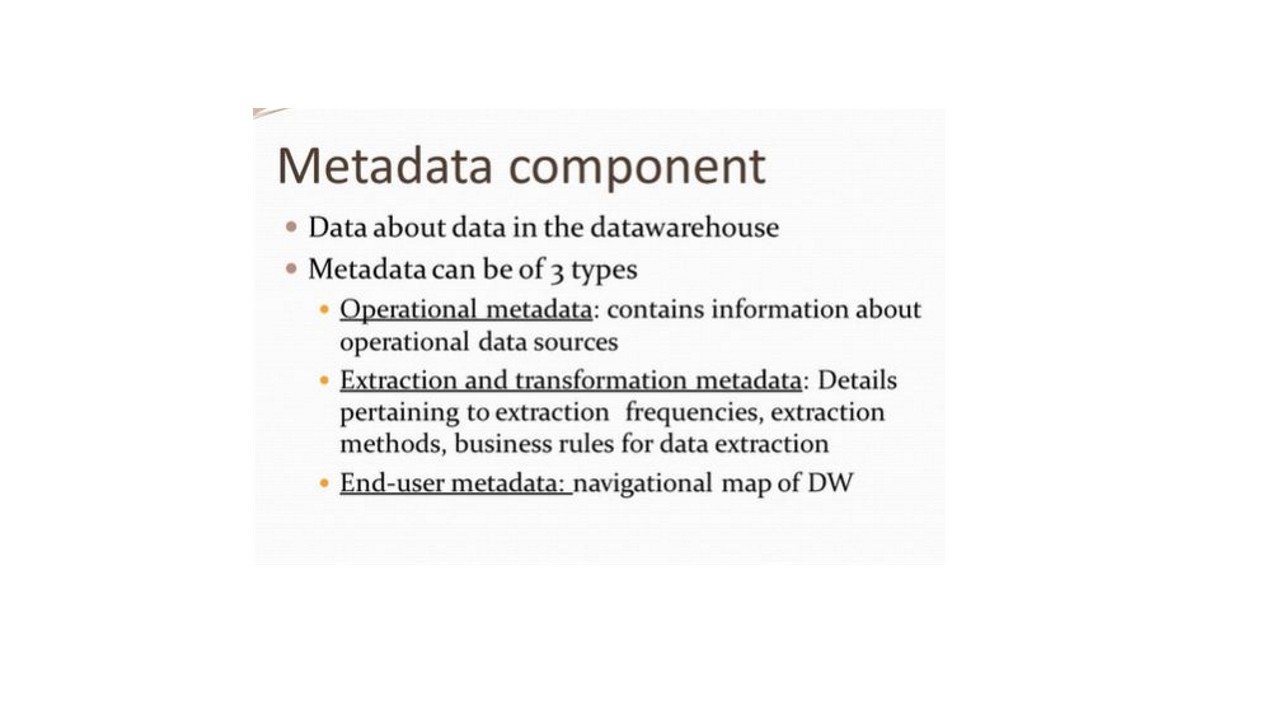 Metadata component
Data about data in the datawarehouse
Metadata can be of 3 types
Operational metadata: contains information about
operational data sources
Extraction and transformation metadata: Details
pertaining to extraction frequencies, extraction
methods, business rules for data extraction
End-user metadata: navigational map of DW